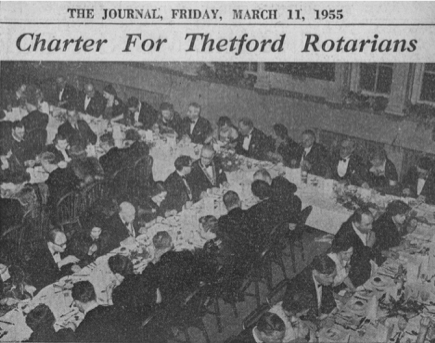 THE JOURNAL, FRIDAY, MARCH 11, 1955
Charter For Thetford Rotarians